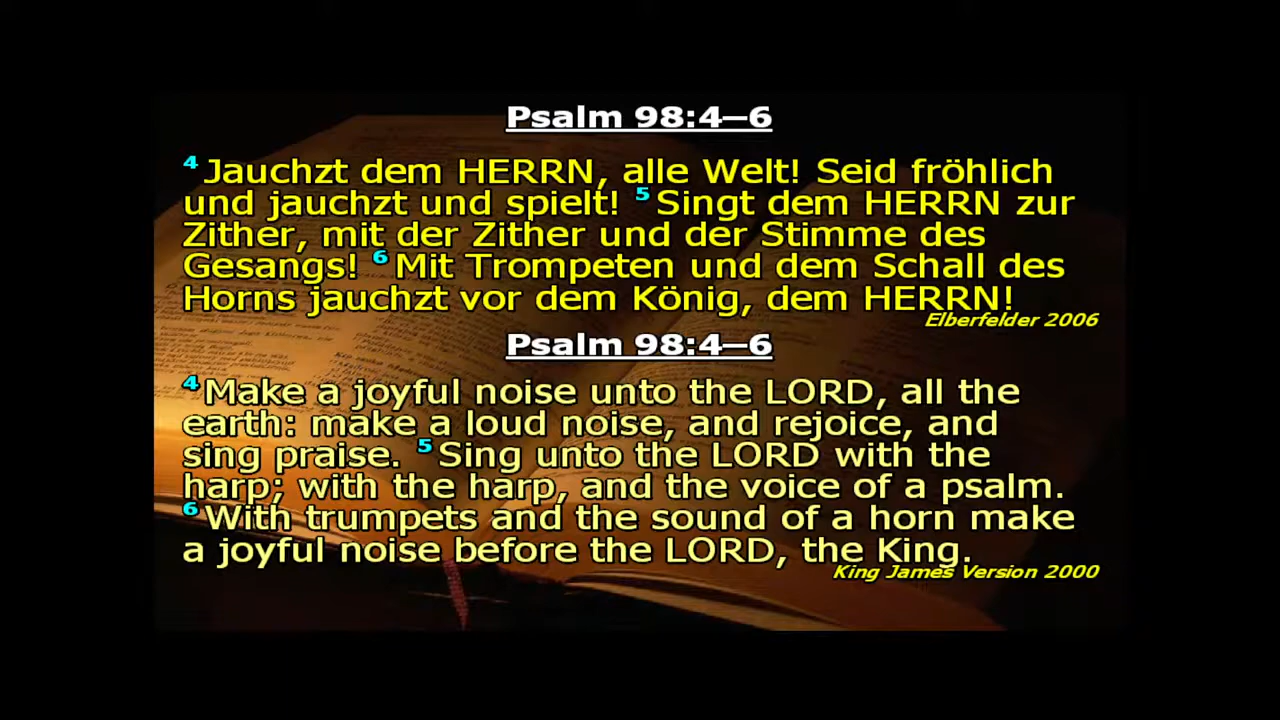 Psalm 98:4–6
4 Jauchzt dem HERRN, alle Welt! Seid fröhlich
und jauchzt und spielt! 5 Singt dem HERRN zur
Zither, mit der Zither und der Stimme des
Gesangs! 6 Mit Trompeten und dem Schall des
Horns jauchzt vor dem König, dem HERRN!
Elberfelder 2006
Psalm 98:4–6
4 Make a joyful noise unto the LORD, all the
earth: make a loud noise, and rejoice, and
sing praise. 5 Sing unto the LORD with the
harp; with the harp, and the voice of a psalm.
6 With trumpets and the sound of a horn make
a joyful noise before the LORD, the King.
King James Version 2000